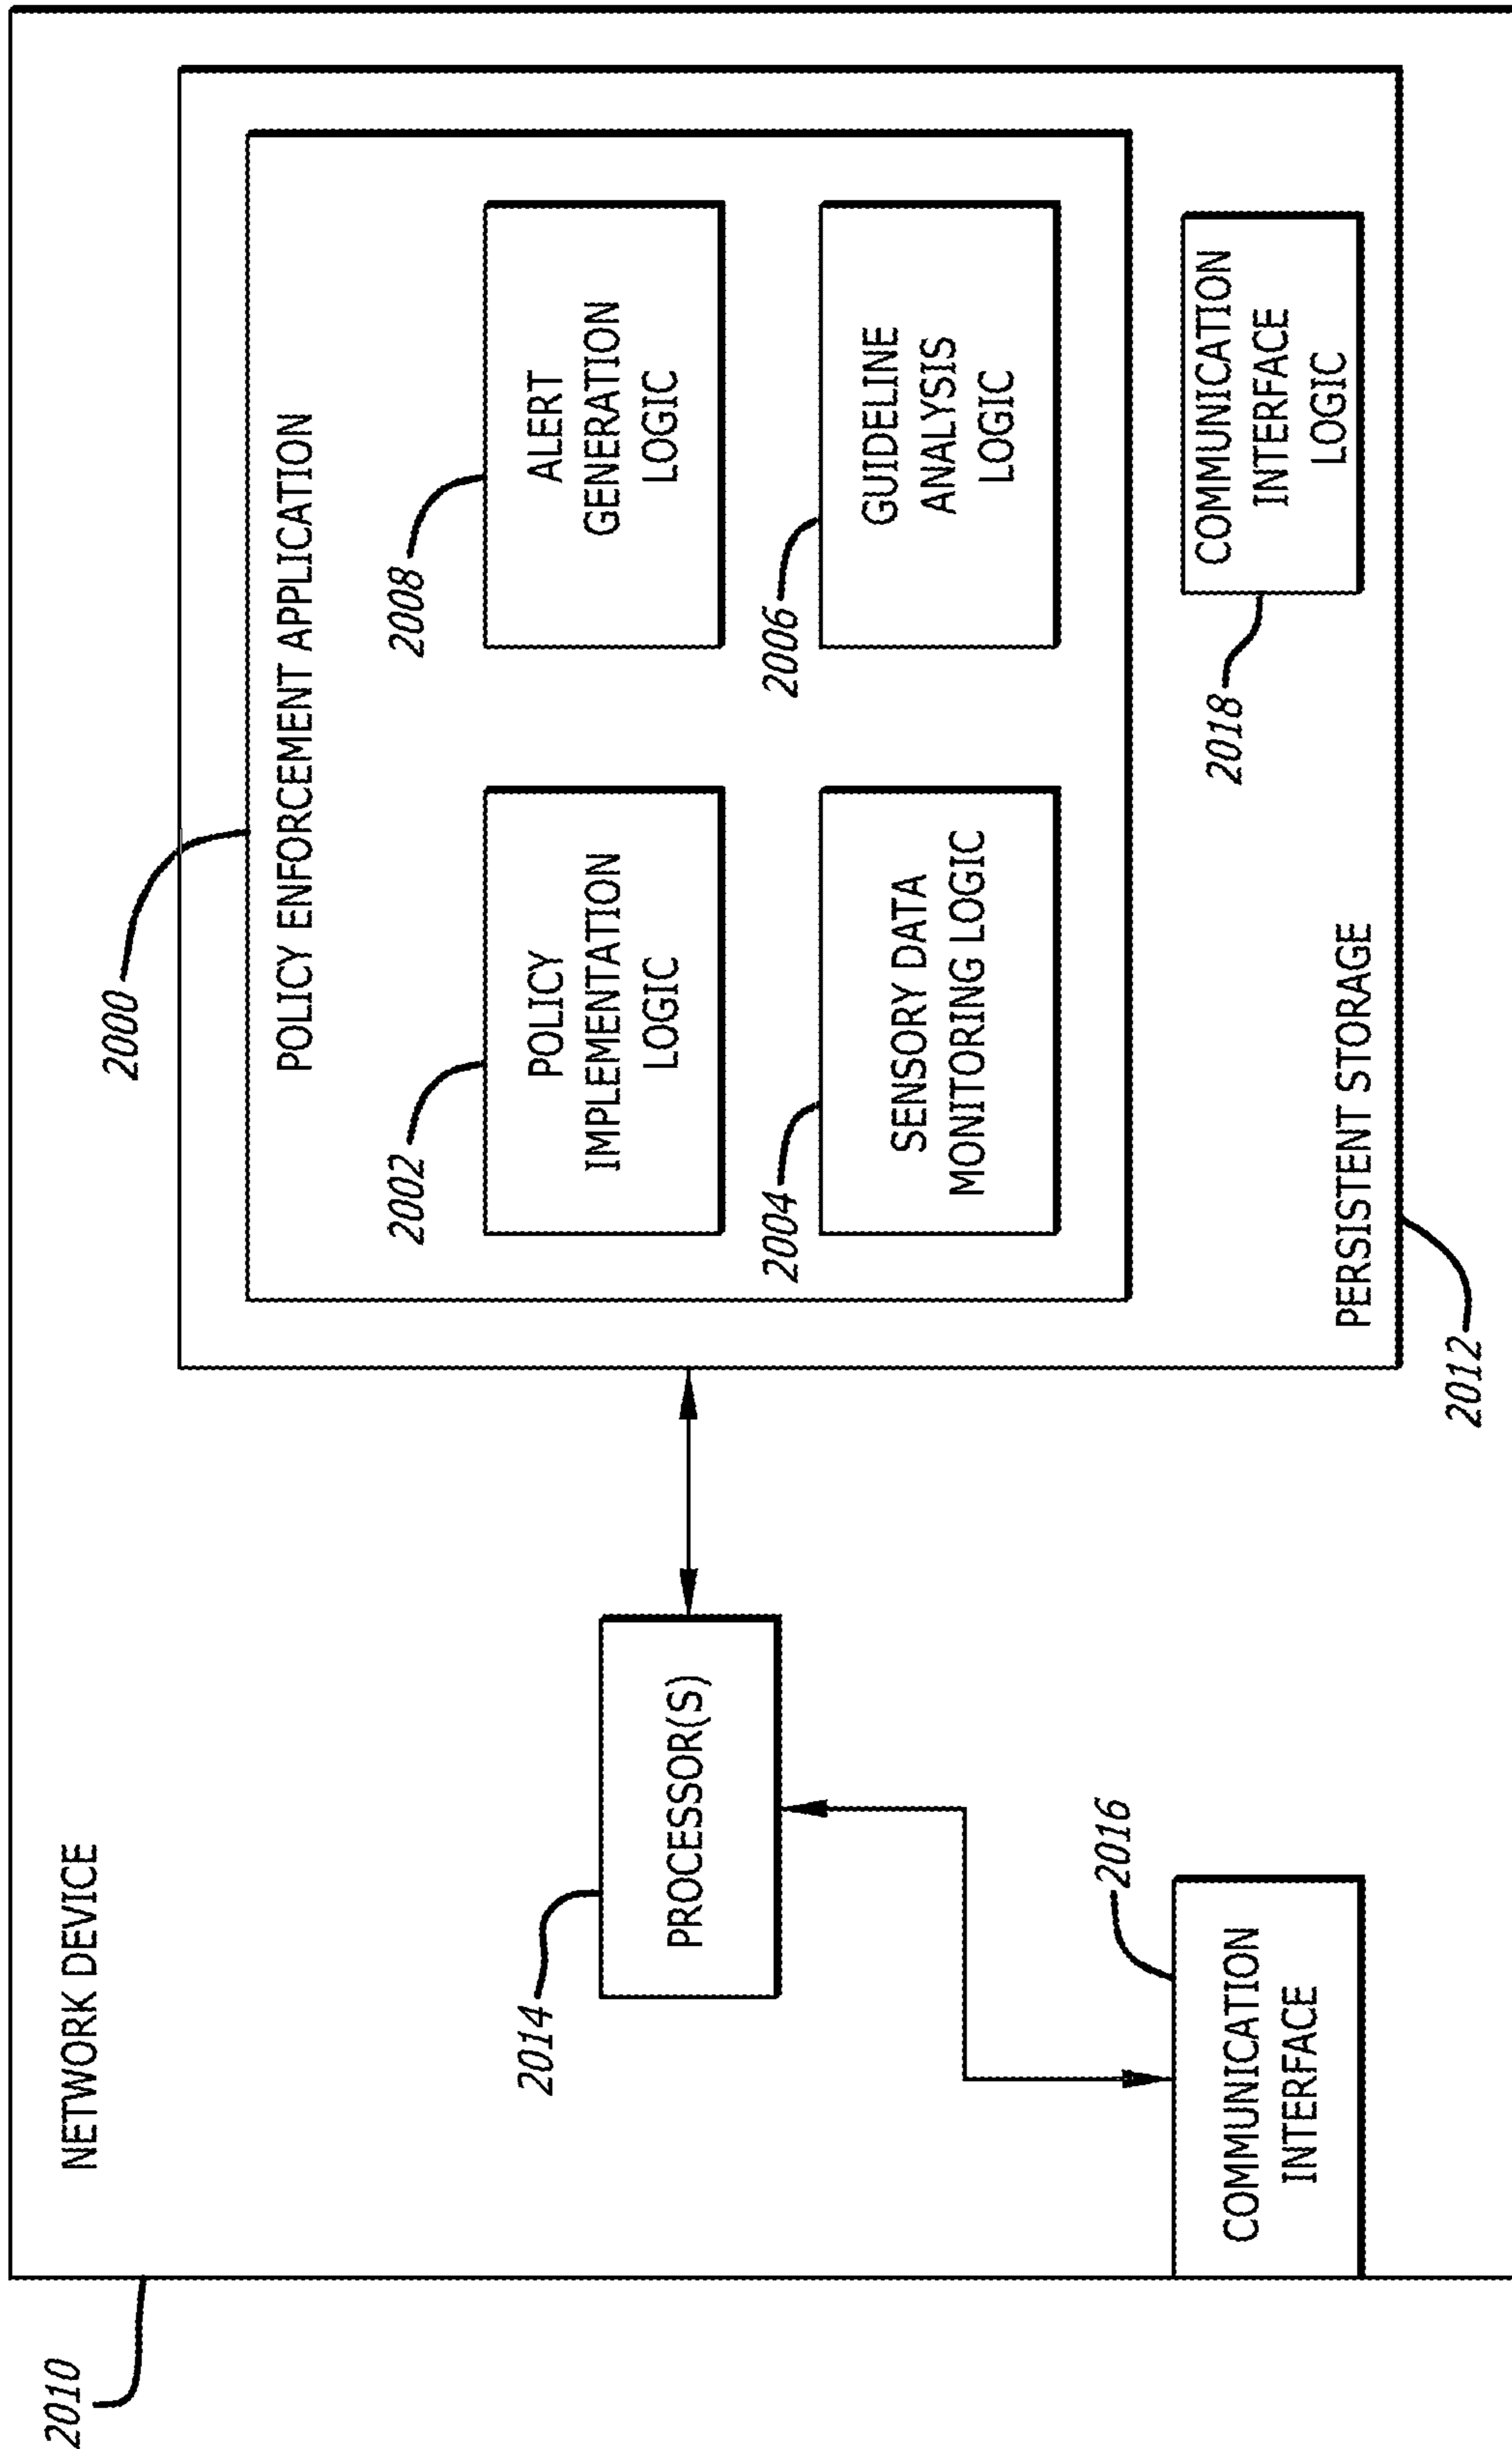 2010
NETWORK DEVICE
2000
POLICY ENFORCEMENT APPLICATION
2002
POLICY
IMPLEMENTATION
LOGIC
2008
ALERT
GENERATION
LOGIC
2004
SENSORY DATA
MONITORING LOGIC
2006
GUIDELINE
ANALYSIS
LOGIC
2014
PROCESSOR(S)
2016
COMMUNICATION
INTERFACE
2018
COMMUNICATION
INTERFACE
LOGIC
PERSISTENT STORAGE
2012